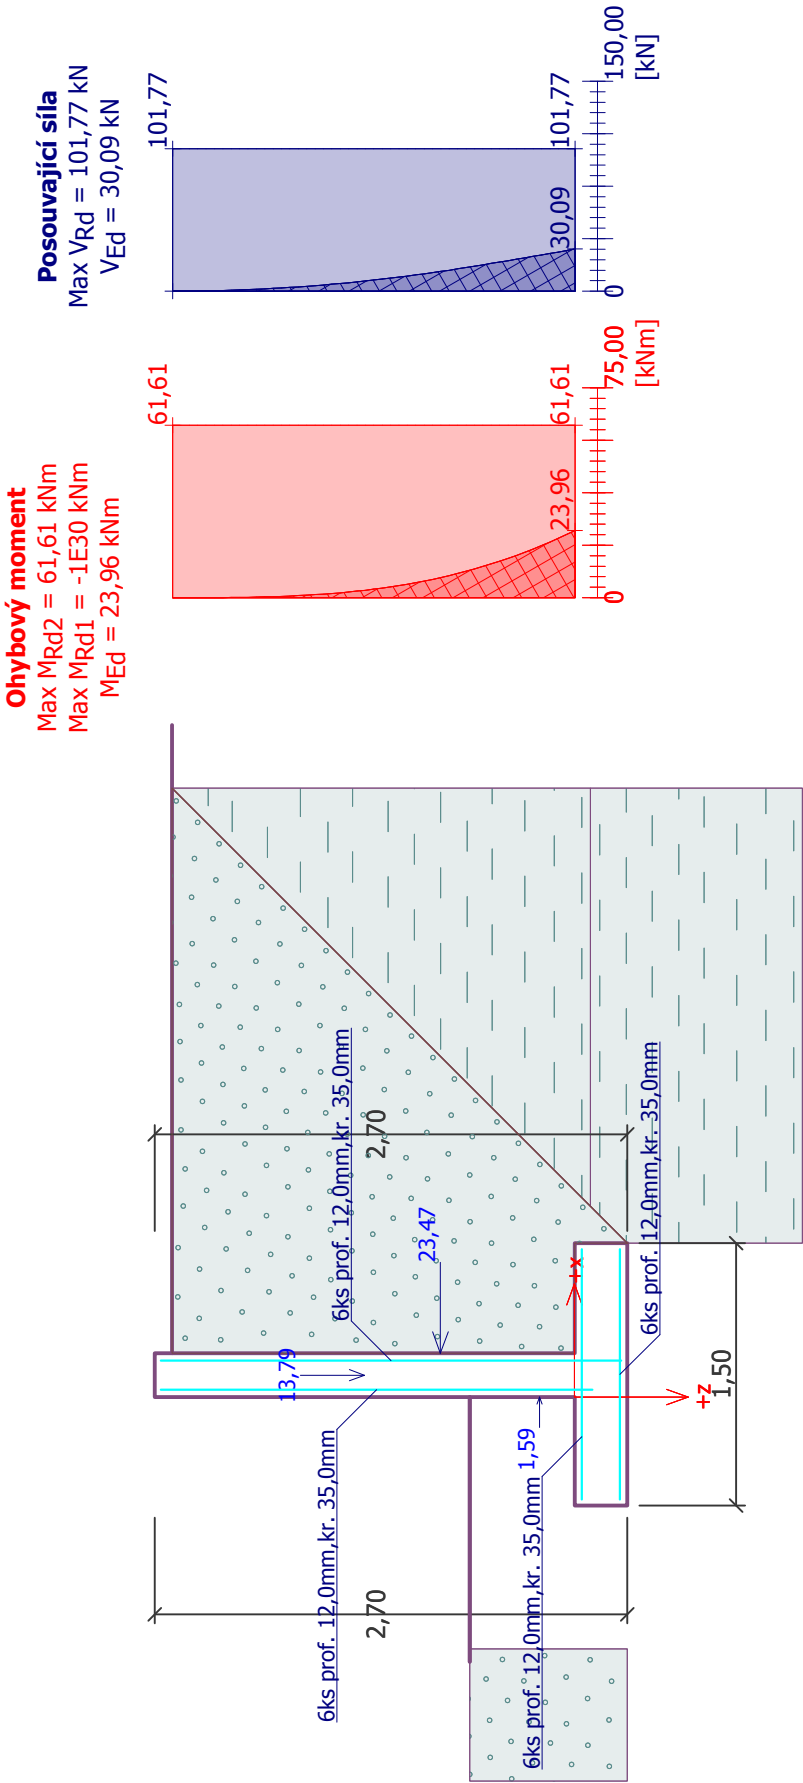 Posouvající síla
Max VRd = 101,77 kN
VEd = 30,09 kN
101,77
101,77
30,09
0
150,00
[kN]
Ohybový moment
Max MRd2 = 61,61 kNm
Max MRd1 = -1E30 kNm
MEd = 23,96 kNm
61,61
61,61
23,96
0
75,00
[kNm]
2,70
6ks prof. 12,0mm,kr. 35,0mm
23,47
6ks prof. 12,0mm,kr. 35,0mm
+x
13,79
+z
1,50
1,59
6ks prof. 12,0mm,kr. 35,0mm
6ks prof. 12,0mm,kr. 35,0mm
2,70